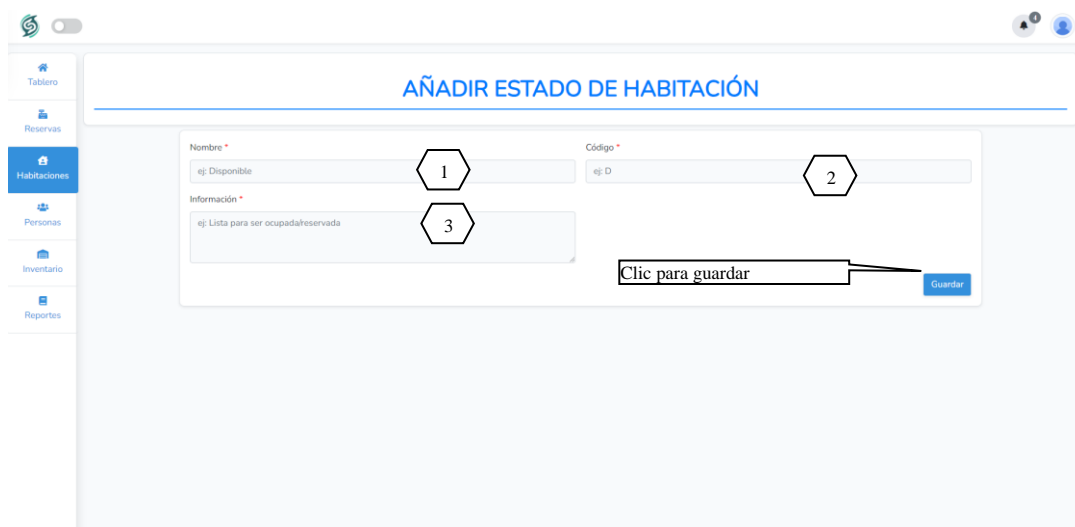 4
Tablero
Reservas
Habitaciones
Personas
Inventario
Reportes
AÑADIR ESTADO DE HABITACIÓN
Nombre *
ej: Disponible
1
Código *
ej: D
2
Información *
ej: Lista para ser ocupada/reservada
3
Clic para guardar
Guardar